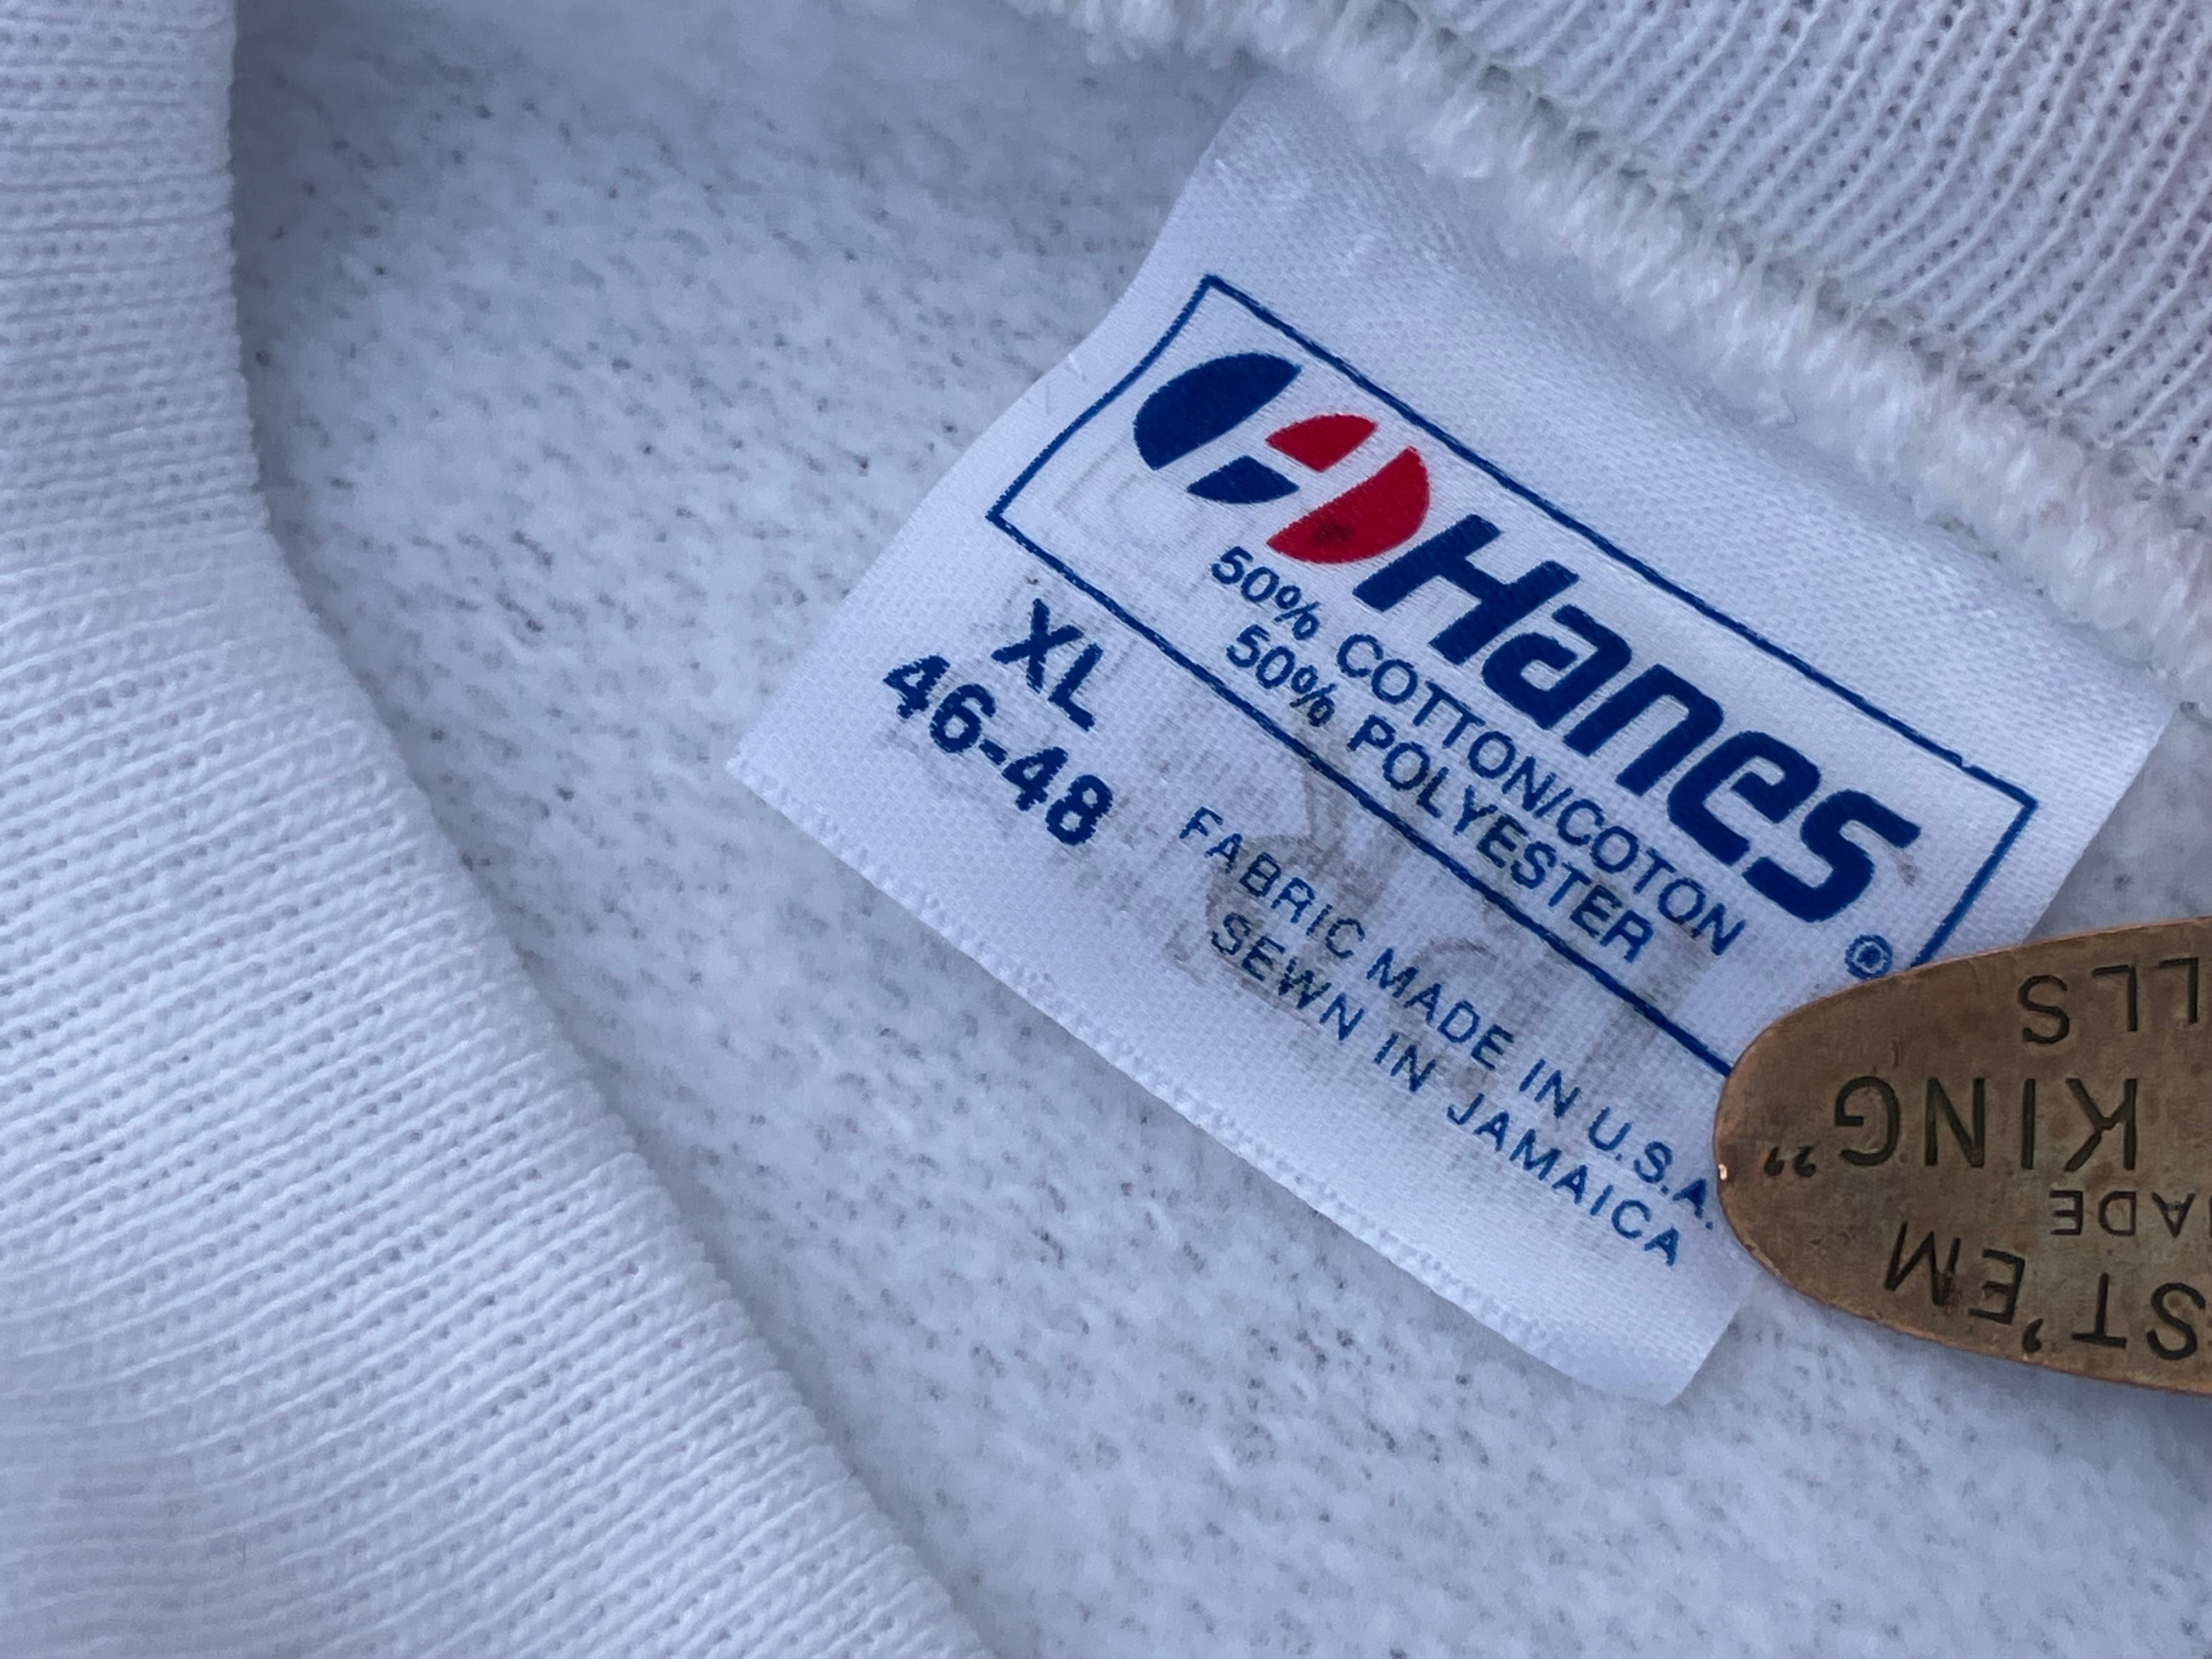 Hanes®
50% COTTON/COTON
50% POLYESTER
XL
46-48
FABRIC MADE IN U.S.A.
SEWN IN JAMAICA
ST'EM
ADE
KING"
LLS